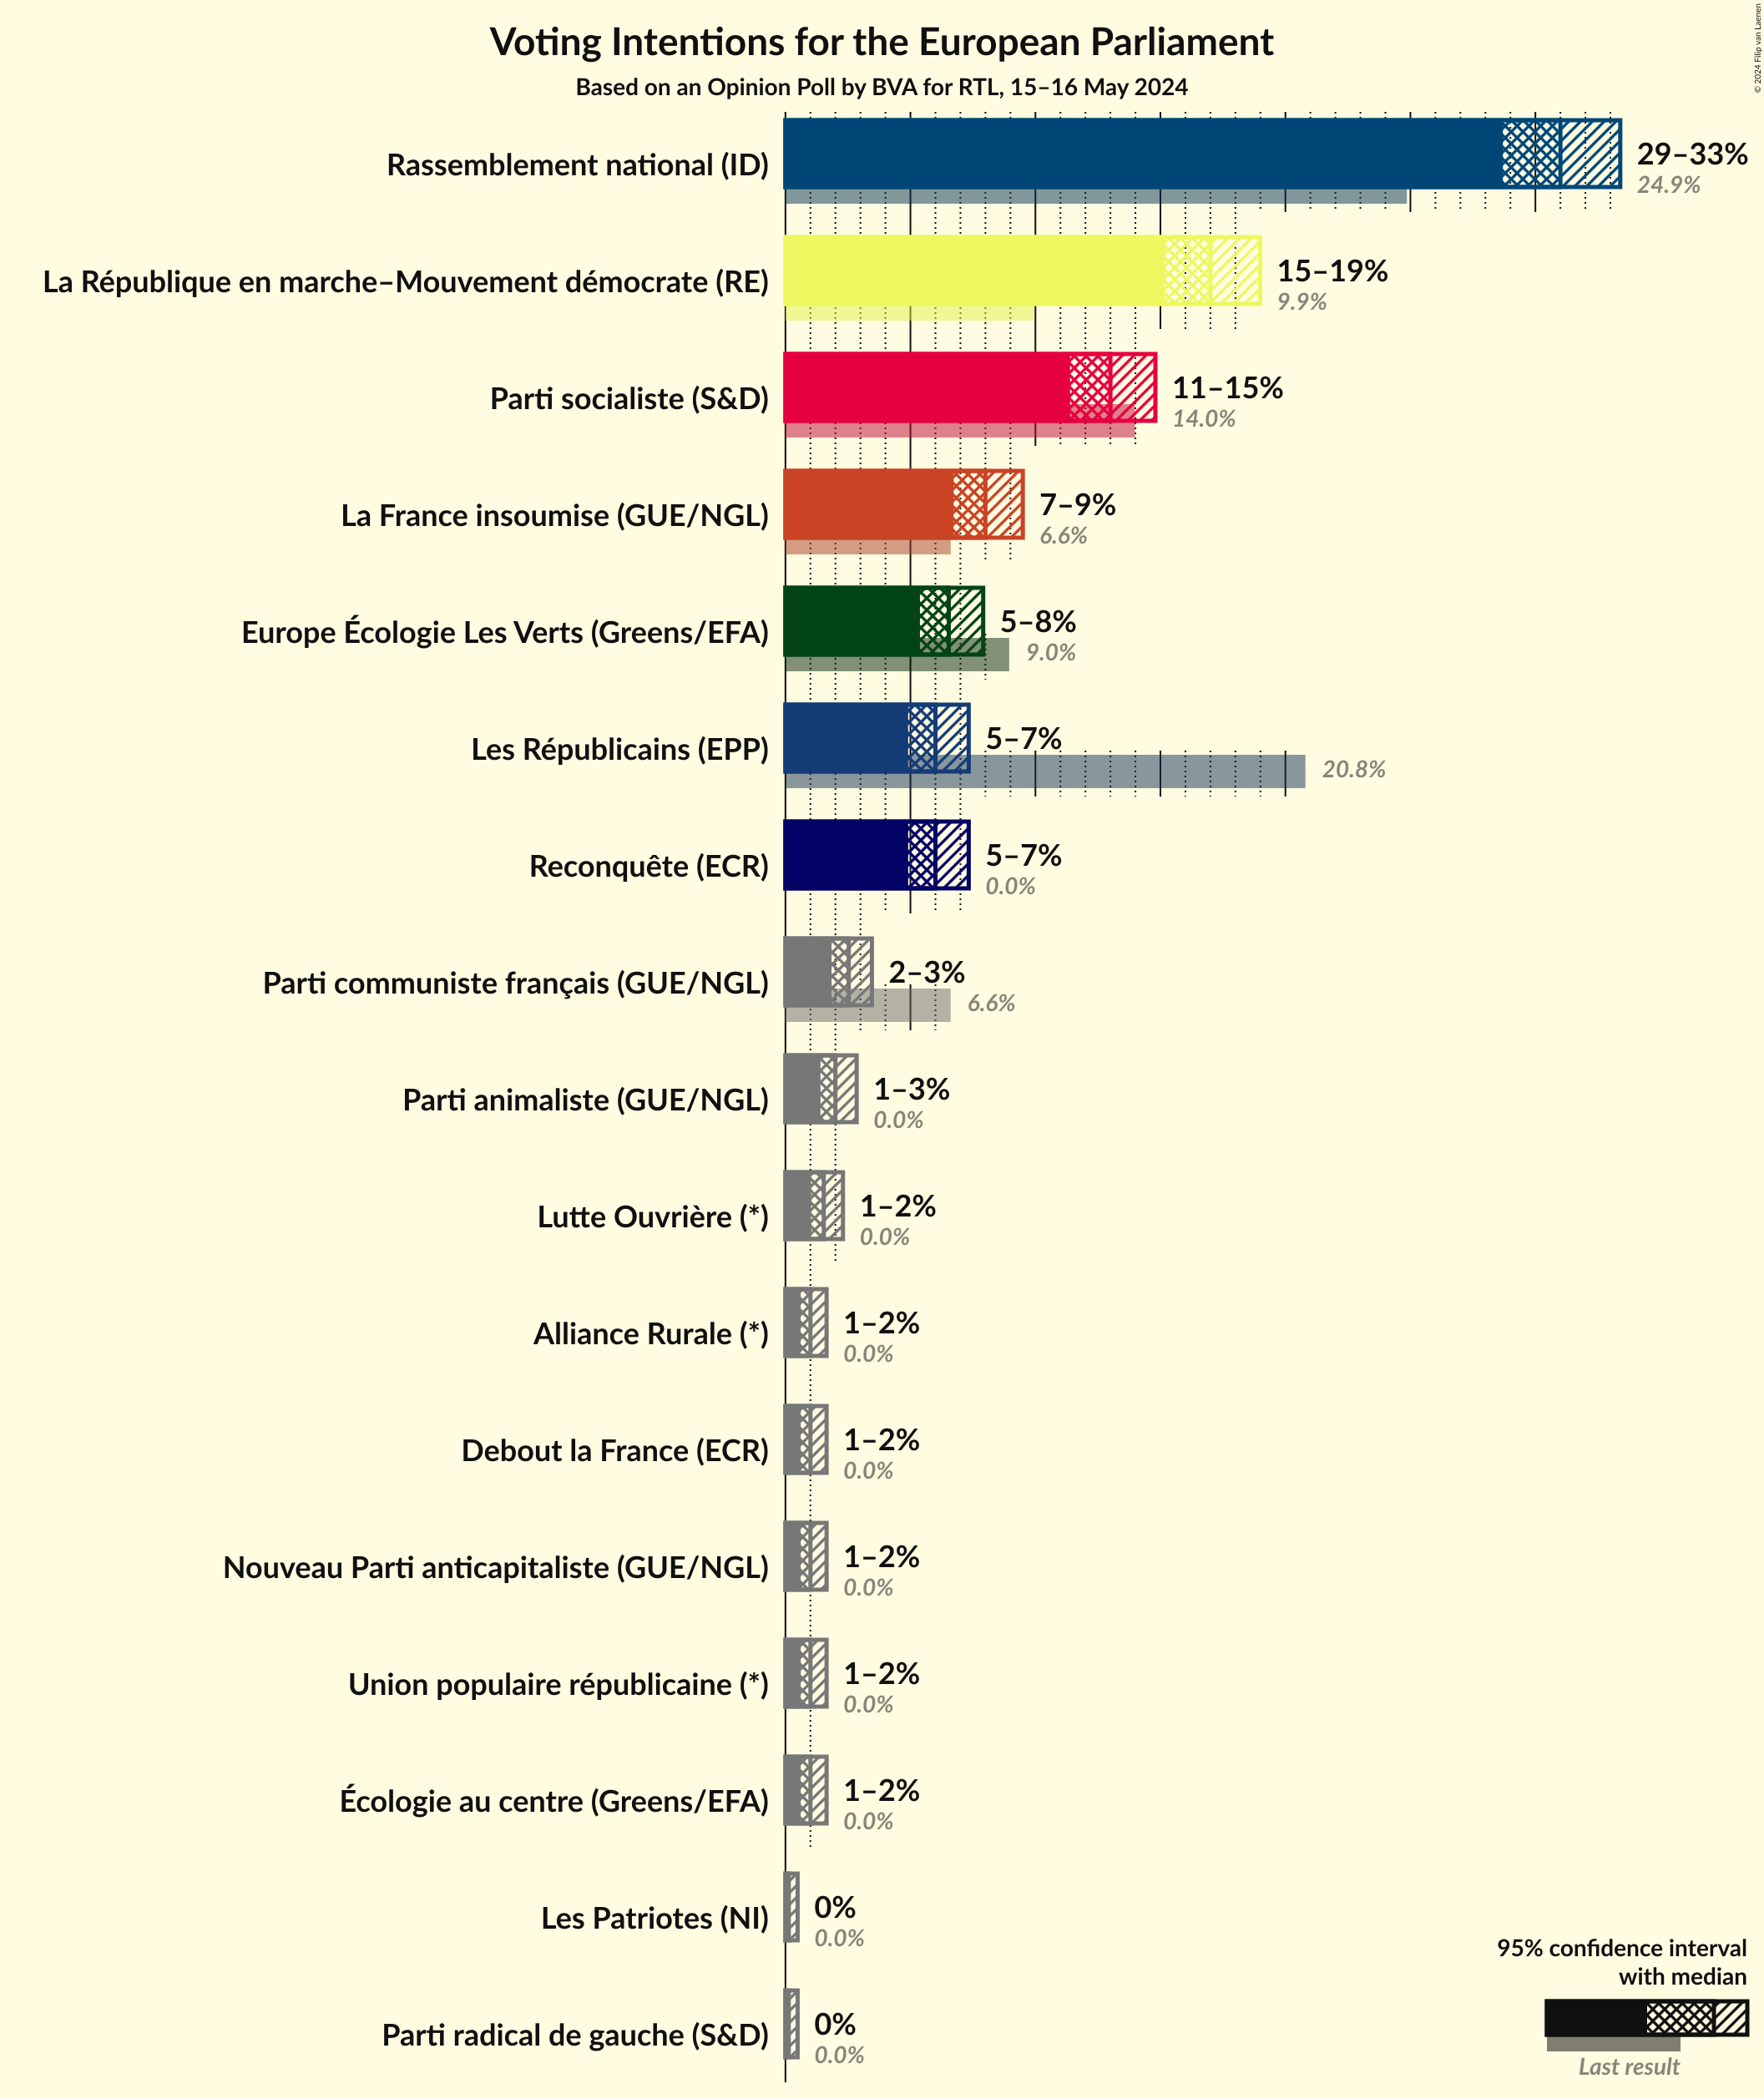 Voting Intentions for the European Parliament
Based on an Opinion Poll by BVA for RTL, 15–16 May 2024
© 2024 Filip van Laenen
Rassemblement national (ID)
29–33%
24.9%
La République en marche–Mouvement démocrate (RE)
15–19%
9.9%
Parti socialiste (S&D)
11–15%
14.0%
La France insoumise (GUE/NGL)
7–9%
6.6%
Europe Écologie Les Verts (Greens/EFA)
5–8%
9.0%
Les Républicains (EPP)
5–7%
20.8%
Reconquête (ECR)
5–7%
0.0%
Parti communiste français (GUE/NGL)
2–3%
6.6%
Parti animaliste (GUE/NGL)
1–3%
0.0%
Lutte Ouvrière (*)
1–2%
0.0%
Alliance Rurale (*)
1–2%
0.0%
Debout la France (ECR)
1–2%
0.0%
Nouveau Parti anticapitaliste (GUE/NGL)
1–2%
0.0%
Union populaire républicaine (*)
1–2%
0.0%
Écologie au centre (Greens/EFA)
1–2%
0.0%
Les Patriotes (NI)
0%
0.0%
Parti radical de gauche (S&D)
0%
0.0%
95% confidence interval
with median
Last result